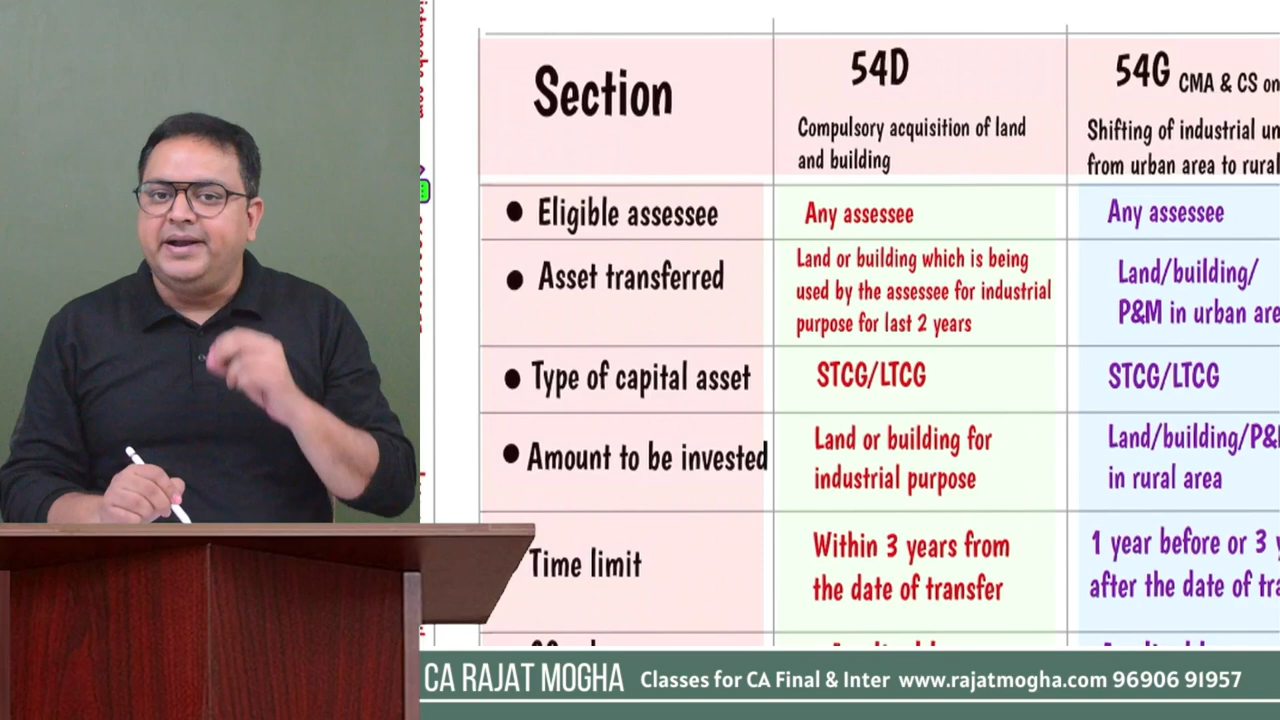 Section
54D
Compulsory acquisition of land
and building
54G CMA & CS
Shifting of industrial
from urban area to rural
Eligible assessee
Any assessee
Any assessee
Asset transferred
Land or building which is being
used by the assessee for industrial
purpose for last 2 years
Land/building/
P&M in urban
Type of capital asset
STCG/LTCG
STCG/LTCG
Amount to be invested
Land or building for
industrial purpose
Land/building/
in rural area
Time limit
Within 3 years from
the date of transfer
1 year before or 3
after the date of
CA RAJAT MOGHA Classes for CA Final & Inter www.rajatmogha.com 96906 91957